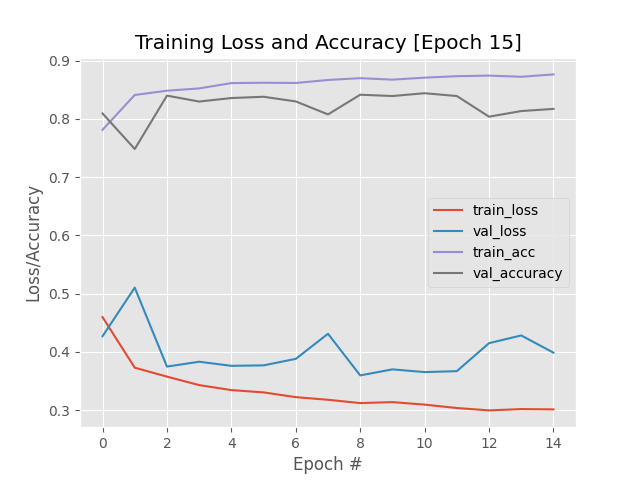 Training Loss and Accuracy [Epoch 15]
0.9
0.8
0.7
0.6
0.5
0.4
0.3
Loss/Accuracy
train_loss
val_loss
train_acc
val_accuracy
0 2 4 6 8 10 12 14
Epoch #